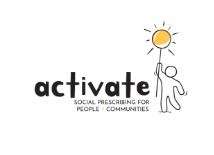 activate
SOCIAL PRESCRIBING FOR
PEOPLE + COMMUNITIES